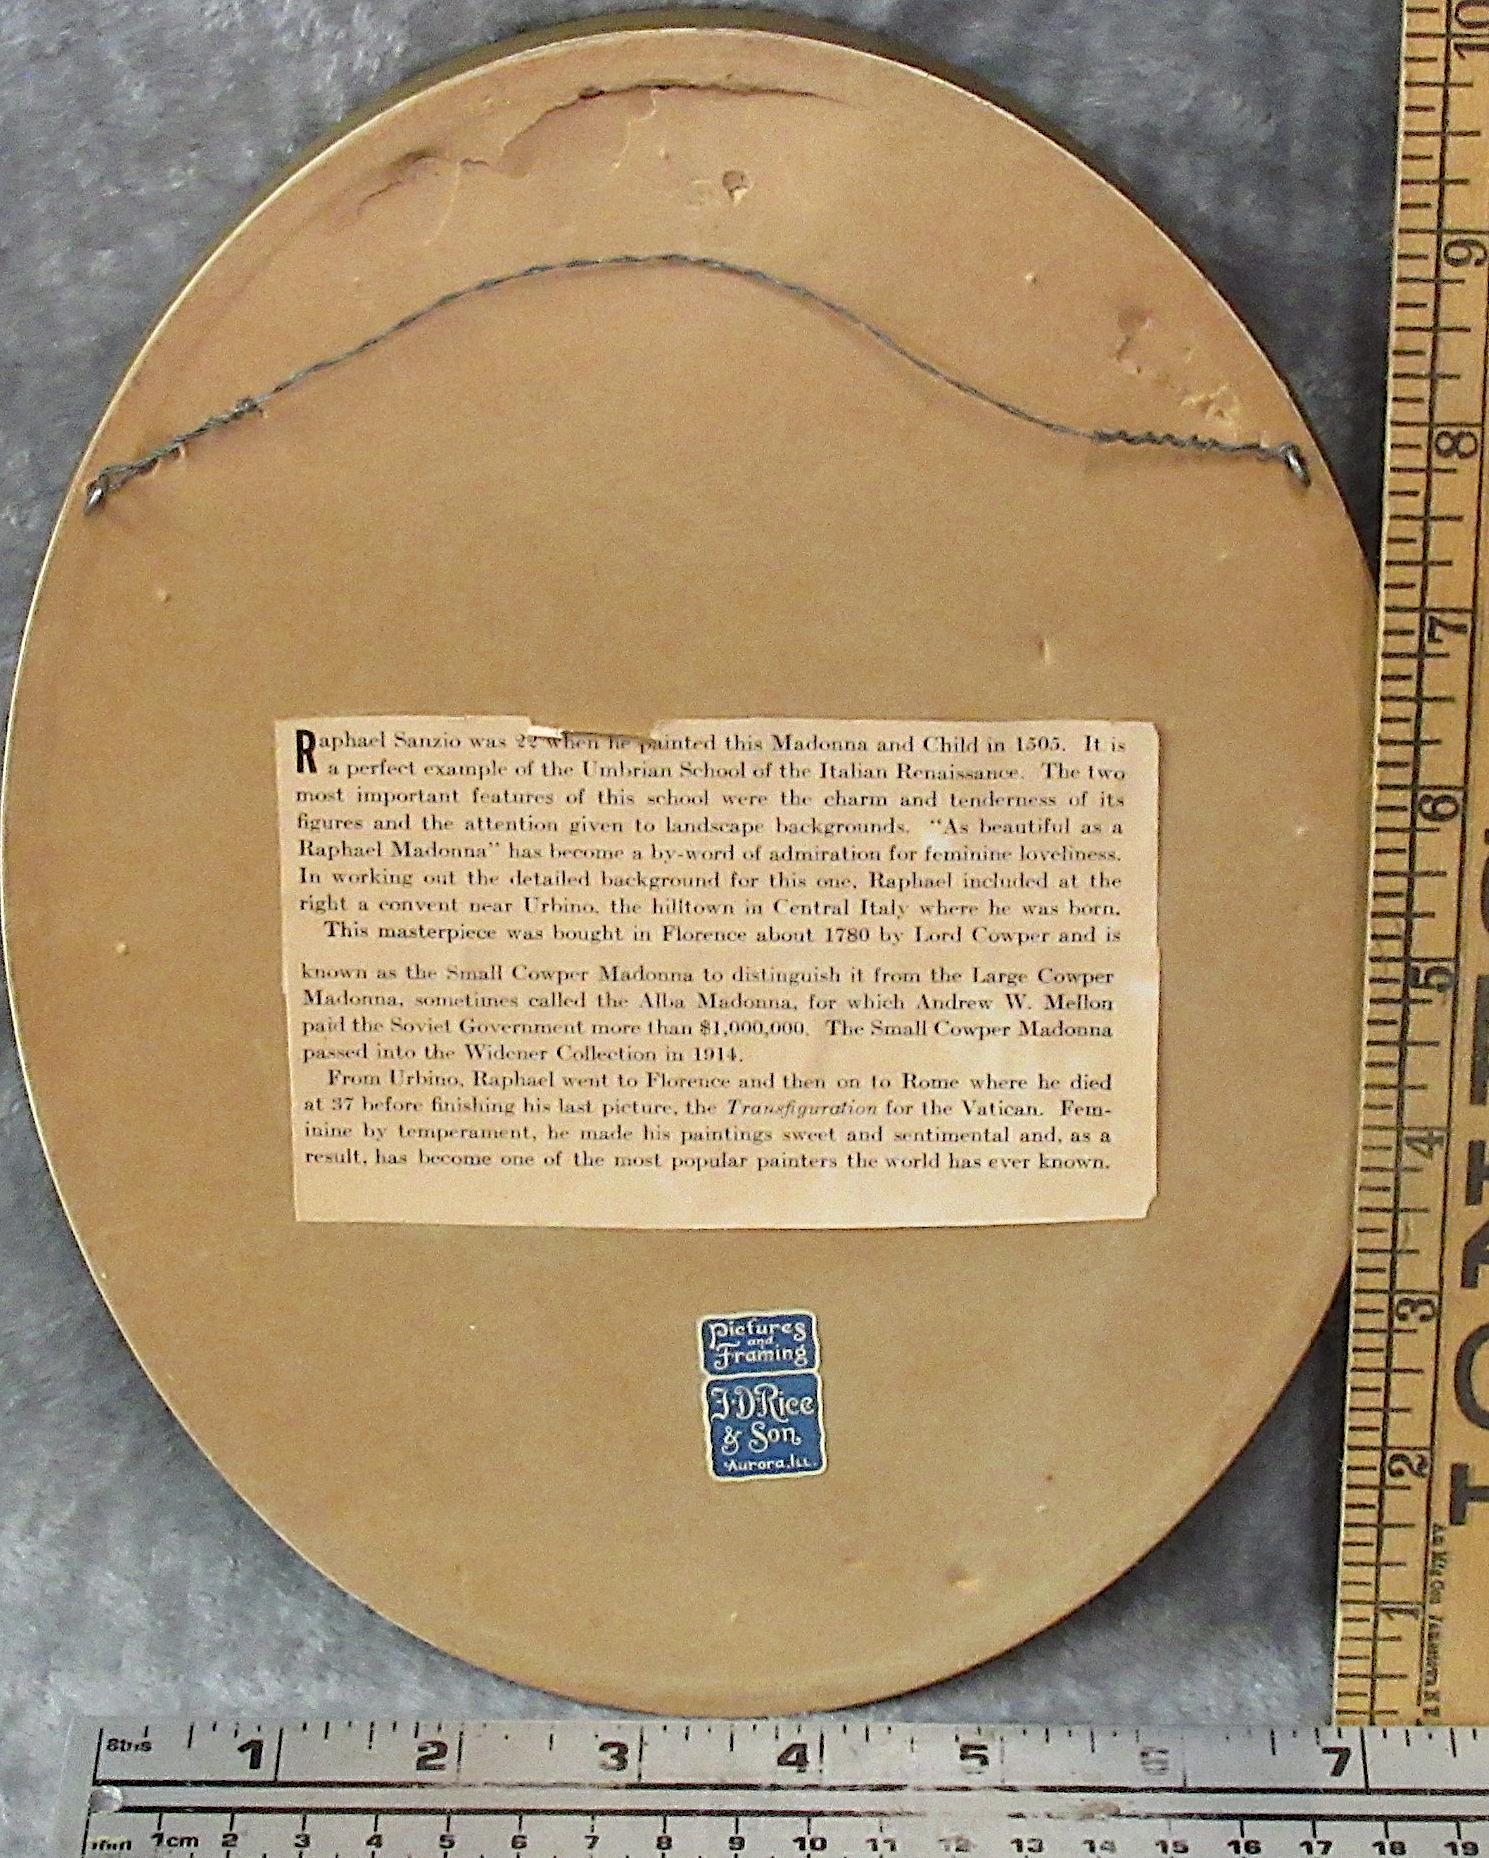 Raphael Sanzio was 22 when he painted this Madonna and Child in 1505. It is
a perfect example of the Umbrian School of the Italian Renaissance. The two
most important features of this school were the charm and tenderness of its
figures and the attention given to landscape backgrounds. "As beautiful as a
Raphael Madonna" has become a by-word of admiration for feminine loveliness.
In working out the detailed background for this one, Raphael included at the
right a convent near Urbino, the hilltown in Central Italy where he was born.
This masterpiece was bought in Florence about 1780 by Lord Cowper and is
known as the Small Cowper Madonna to distinguish it from the Large Cowper
Madonna, sometimes called the Alba Madonna, for which Andrew W. Mellon
paid the Soviet Government more than $1,000,000. The Small Cowper Madonna
passed into the Widener Collection in 1914.
From Urbino, Raphael went to Florence and then on to Rome where he died
at 37 before finishing his last picture, the Transfiguration for the Vatican. Fem-
inine by temperament, he made his paintings sweet and sentimental and, as a
result, has become one of the most popular painters the world has ever known.
Pictures
and
Framing
J.D Rice
& Son
Aurora, Ill.
10
9
8
7
6
5
4
3
2
1
8ths 1 2 3 4 5 6 7
1cm 2 3 4 5 6 7 8 9 10 11 12 13 14 15 16 17 18 19